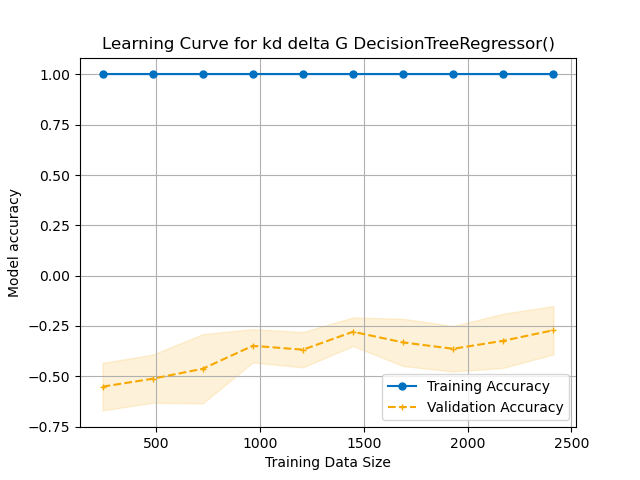 Learning Curve for kd delta G DecisionTreeRegressor()
1.00
0.75
0.50
0.25
0.00
−0.25
−0.50
−0.75
Model accuracy
500
1000
1500
2000
2500
Training Data Size
Training Accuracy
Validation Accuracy